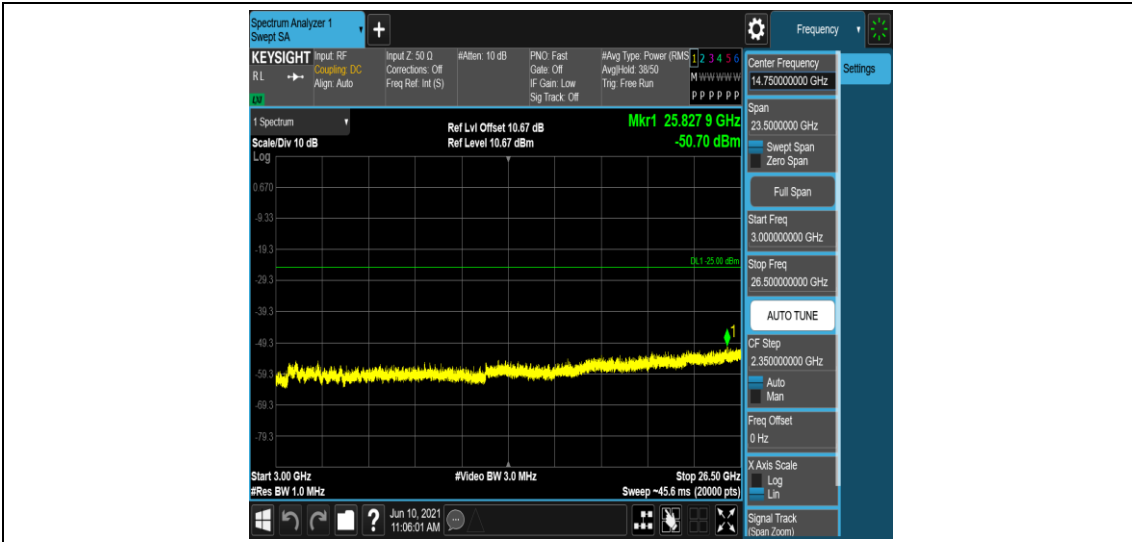 Spectrum Analyzer 1
Swept SA
Frequency
KEYSIGHT
RL
LXI
Input: RF
Coupling: DC
Align: Auto
Input Z: 50 Ω
Corrections: Off
Freq Ref: Int (S)
#Atten: 10 dB
PNO: Fast
Gate: Off
IF Gain: Low
Sig Track: Off
#Avg Type: Power (RMS
Avg|Hold: 38/50
Trig: Free Run
1 2 3 4 5 6
M W W W W W
P P P P P P
1 Spectrum
Scale/Div 10 dB
Ref Lvl Offset 10.67 dB
Ref Level 10.67 dBm
Mkr1 25.827 9 GHz
-50.70 dBm
Log
0.670
-9.33
-19.3
-29.3
-39.3
-49.3
-59.3
-69.3
-79.3
DL1 -25.00 dBm
1
Start 3.00 GHz
#Res BW 1.0 MHz
#Video BW 3.0 MHz
Stop 26.50 GHz
Sweep ~45.6 ms (20000 pts)
Jun 10, 2021
11:06:01 AM
Center Frequency
14.750000000 GHz
Settings
Span
23.5000000 GHz
Swept Span
Zero Span
Full Span
Start Freq
3.000000000 GHz
Stop Freq
26.500000000 GHz
AUTO TUNE
CF Step
2.350000000 GHz
Auto
Man
Freq Offset
0 Hz
X Axis Scale
Log
Lin
Signal Track
(Span Zoom)